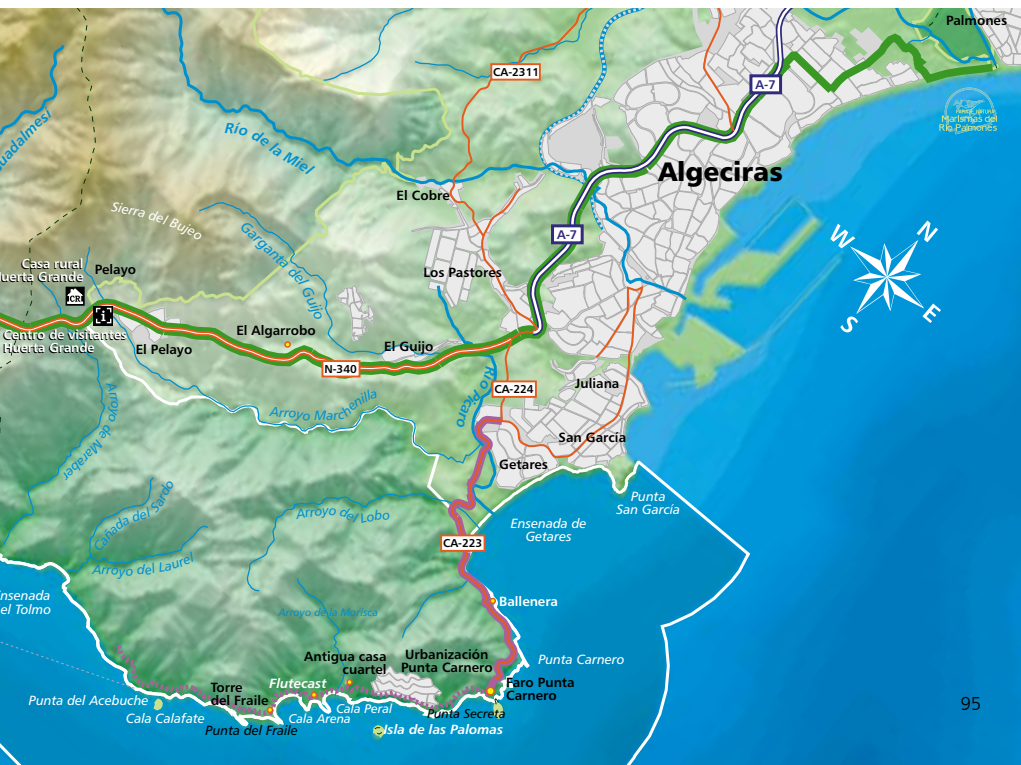 Palmones
CA-2311
A-7
Marismas del
Río Palmones
Río de la Miel
Algeciras
El Cobre
Sierra del Bujeo
Garganta del Guijo
A-7
N
W
E
S
Los Pastores
Casa rural
Huerta Grande
Pelayo
CR
i
Centro de visitantes
Huerta Grande
El Pelayo
El Algarrobo
El Guijo
N-340
Río Pícaro
CA-224
Juliana
Arroyo Marchenilla
Arroyo de Maraber
San García
Getares
Punta
San García
Cañada del Sardo
Arroyo del Lobo
Ensenada de
Getares
CA-223
Arroyo del Laurel
Ensenada
del Tolmo
Arroyo de la Morisca
Ballenera
Antigua casa
cuartel
Urbanización
Punta Carnero
Punta Carnero
Flutecast
Torre
del Fraile
Faro Punta
Carnero
Punta del Acebuche
Cala Calafate
Cala Arena
Cala Peral
Punta Secreta
Punta del Fraile
Isla de las Palomas
95